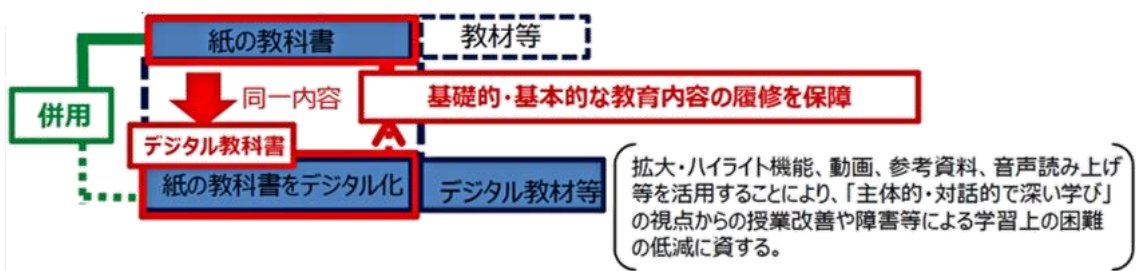 紙の教科書
教材等
併用
同一内容
基礎的・基本的な教育内容の履修を保障
デジタル教科書
紙の教科書をデジタル化
デジタル教材等
拡大・ハイライト機能、動画、参考資料、音声読み上げ
等を活用することにより、「主体的・対話的で深い学び」
の視点からの授業改善や障害等による学習上の困難
の低減に資する。